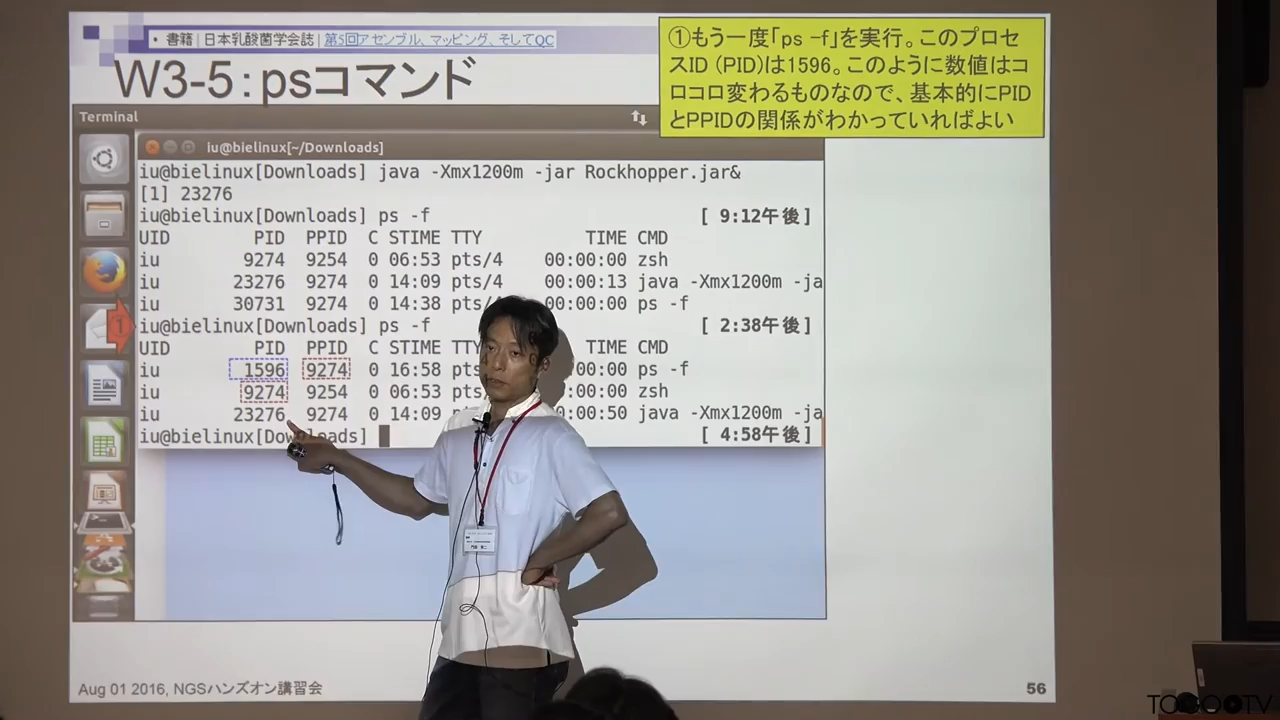 • 書籍 | 日本乳酸菌学会誌 | 第5回アセンブル、マッピング、そしてQC
W3-5：psコマンド
①もう一度「ps –f」を実行。このプロセ
スID (PID)は1596。このように数値はコ
ロコロ変わるものなので、基本的にPID
とPPIDの関係がわかっていればよい
Terminal
iu@bielinux[~/Downloads]
iu@bielinux[Downloads] java -Xmx1200m -jar Rockhopper.jar&
[1] 23276
iu@bielinux[Downloads] ps -f [ 9:12午後]
UID PID PPID C STIME TTY TIME CMD
iu 9274 9254 0 06:53 pts/4 00:00:00 zsh
iu 23276 9274 0 14:09 pts/4 00:00:13 java -Xmx1200m -ja
iu 30731 9274 0 14:38 pts/ 00:00:00 ps -f
iu@bielinux[Downloads] ps -f [ 2:38午後]
UID PID PPID C STIME TTY TIME CMD
iu 1596 9274 0 16:58 pts :00:00 ps -f
iu 9274 9254 0 06:53 pts :00:00 zsh
iu 23276 9274 0 14:09 pts/ 0:00:50 java -Xmx1200m -ja
iu@bielinux[Downloads] [ 4:58午後]
1
Aug 01 2016, NGSハンズオン講習会
56
TOGOTV